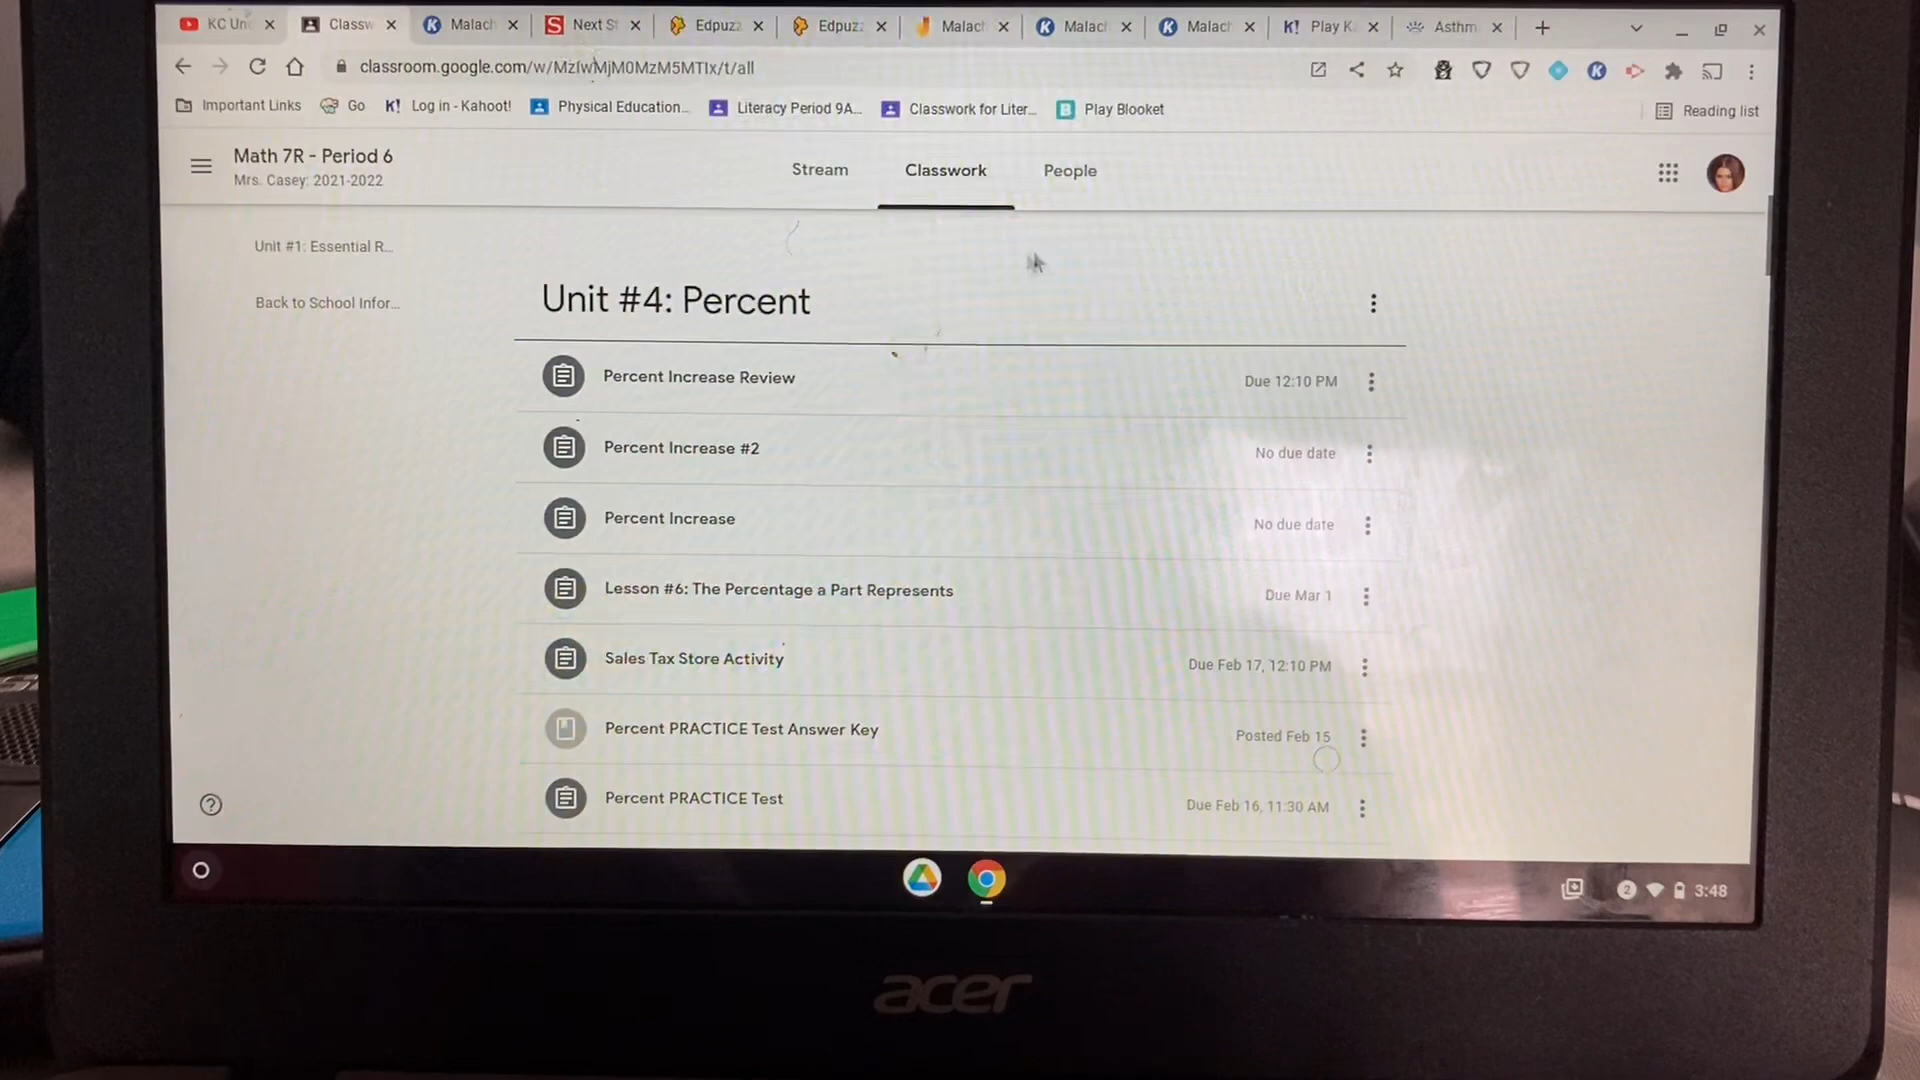 KC Un
Classw
Malach
Next S
Edpuzz
Edpuzz
Malach
Malach
Malach
K! Play K
Asthm
classroom.google.com/w/MzIwMjM0MzM5MTIx/t/all
Important Links
Go
K! Log in - Kahoot!
Physical Education...
Literacy Period 9A...
Classwork for Liter...
B Play Blooket
Reading list
Math 7R - Period 6
Mrs. Casey: 2021-2022
Stream
Classwork
People
Unit #1: Essential R...
Back to School Infor...
Unit #4: Percent
Percent Increase Review
Due 12:10 PM
Percent Increase #2
No due date
Percent Increase
No due date
Lesson #6: The Percentage a Part Represents
Due Mar 1
Sales Tax Store Activity
Due Feb 17, 12:10 PM
Percent PRACTICE Test Answer Key
Posted Feb 15
Percent PRACTICE Test
Due Feb 16, 11:30 AM
2
3:48
acer